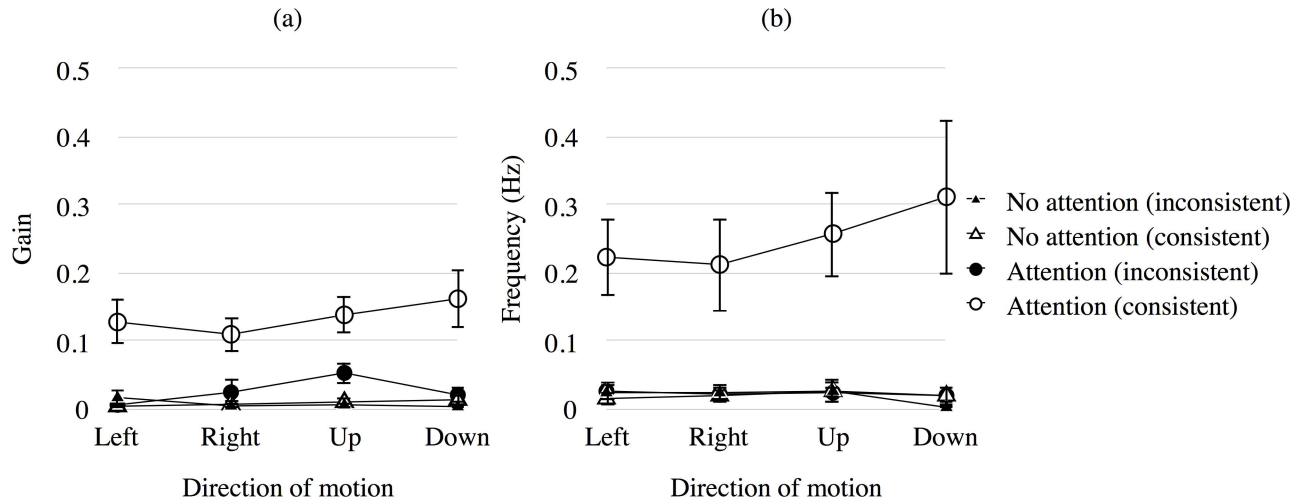 (a)
0.5
0.4
0.3
0.2
0.1
0
Gain
Left Right Up Down
Direction of motion
(b)
0.5
0.4
0.3
0.2
0.1
0
Frequency (Hz)
Left Right Up Down
Direction of motion
No attention (inconsistent)
No attention (consistent)
Attention (inconsistent)
Attention (consistent)